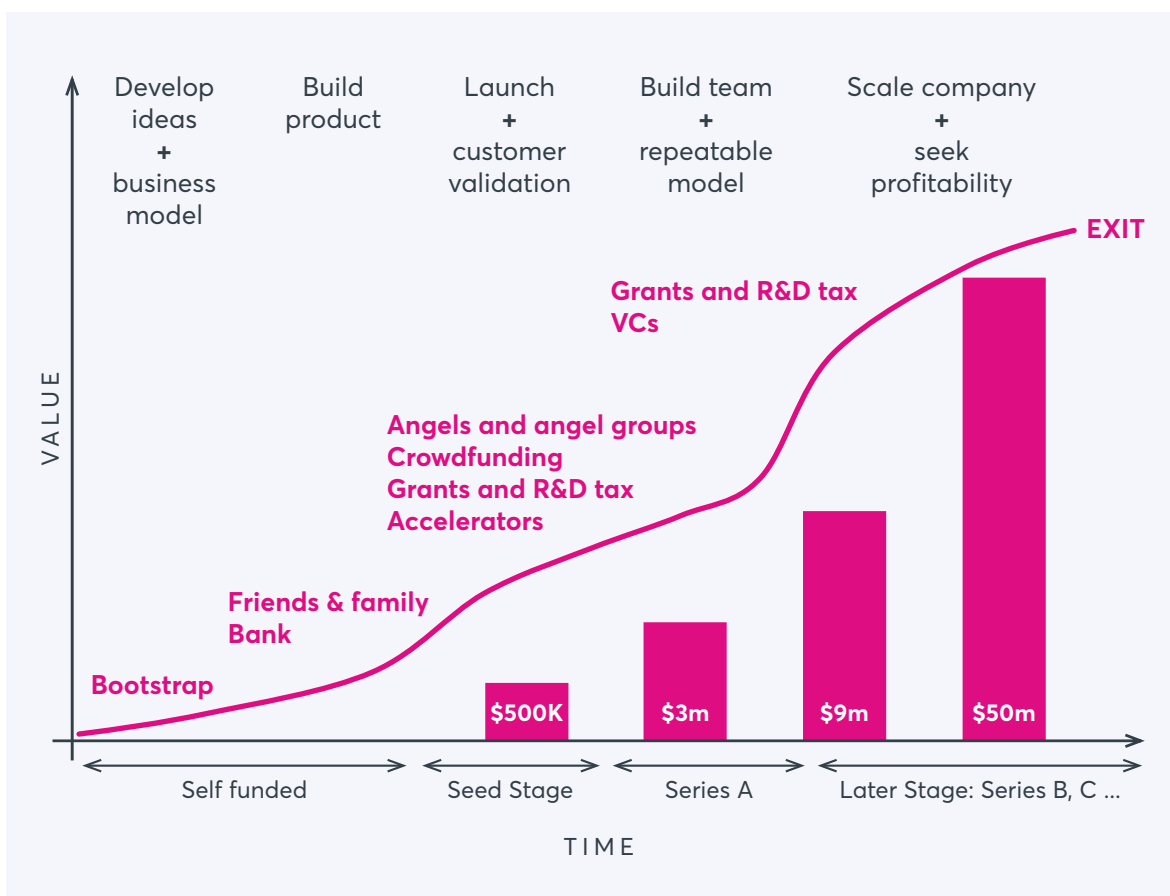 Develop
ideas
+
business
model
Build
product
Launch
+
customer
validation
Build team
+
repeatable
model
Scale company
+
seek
profitability
EXIT
Grants and R&D tax
VCs
Angels and angel groups
Crowdfunding
Grants and R&D tax
Accelerators
Friends & family
Bank
Bootstrap
VALUE
$500K
$3m
$9m
$50m
Self funded
Seed Stage
Series A
Later Stage: Series B, C ...
TIME